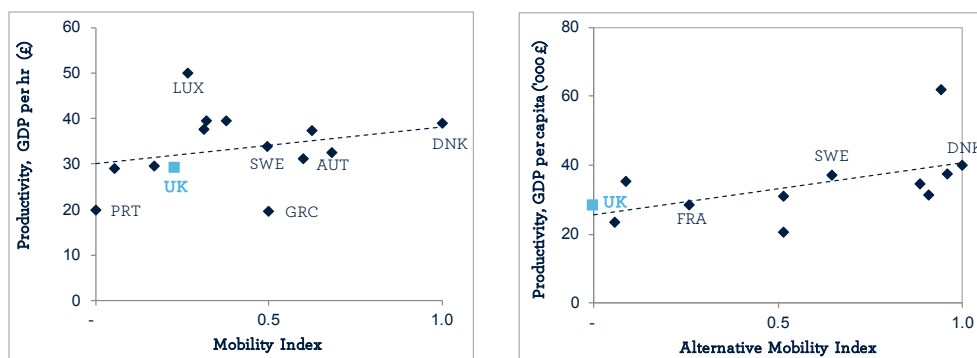 Productivity, GDP per hr (£)
60
50
40
30
20
10
0
LUX
SWE
AUT
DNK
UK
PRT
GRC
-
0.5
1.0
Mobility Index
Productivity, GDP per capita ('000 £)
80
60
40
20
0
SWE
DNK
UK
FRA
-
0.5
1.0
Alternative Mobility Index